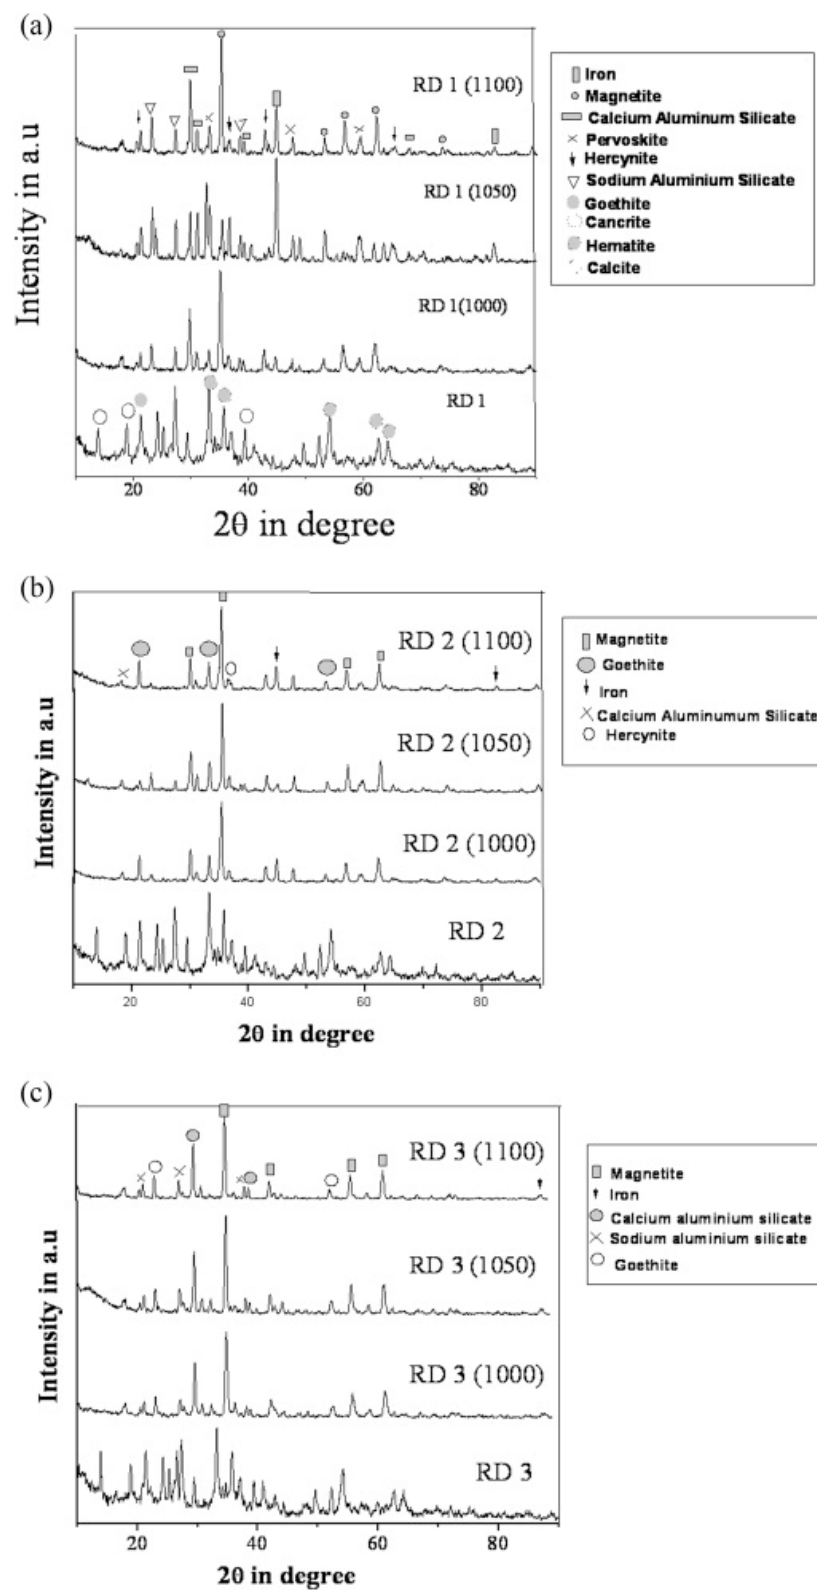 (a)
RD 1 (1100)
RD 1 (1050)
RD 1(1000)
RD 1
Intensity in a.u
20
40
60
80
2θ in degree
Iron
Magnetite
Calcium Aluminum Silicate
Pervoskite
Hercynite
Sodium Aluminium Silicate
Goethite
Cancrite
Hematite
Calcite
(b)
RD 2 (1100)
RD 2 (1050)
RD 2 (1000)
RD 2
Intensity in a.u
20
40
60
80
2θ in degree
Magnetite
Goethite
Iron
Calcium Aluminumum Silicate
Hercynite
(c)
RD 3 (1100)
RD 3 (1050)
RD 3 (1000)
RD 3
Intensity in a.u
20
40
60
80
2θ in degree
Magnetite
Iron
Calcium aluminium silicate
Sodium aluminium silicate
Goethite